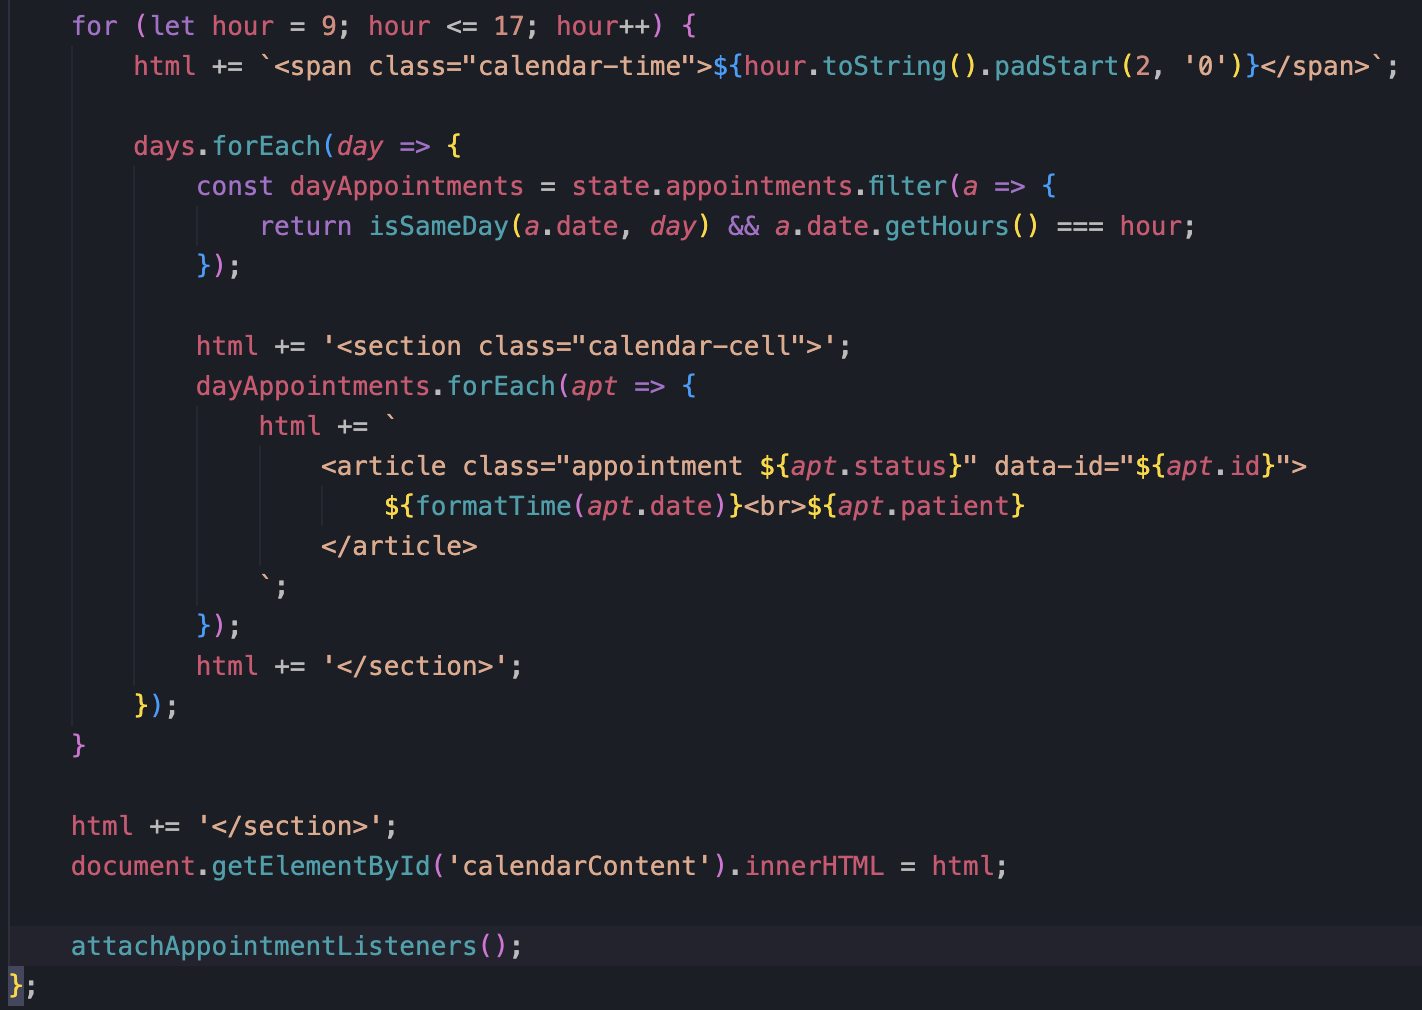 for (let hour = 9; hour <= 17; hour++) {
html += `<span class="calendar-time">${hour.toString().padStart(2, '0')}</span>`;
days.forEach(day => {
const dayAppointments = state.appointments.filter(a => {
return isSameDay(a.date, day) && a.date.getHours() === hour;
});
html += '<section class="calendar-cell">';
dayAppointments.forEach(apt => {
html += `
<article class="appointment ${apt.status}" data-id="${apt.id}">
${formatTime(apt.date)}<br>${apt.patient}
</article>
`;
});
html += '</section>';
});
}
html += '</section>';
document.getElementById('calendarContent').innerHTML = html;
attachAppointmentListeners();
};